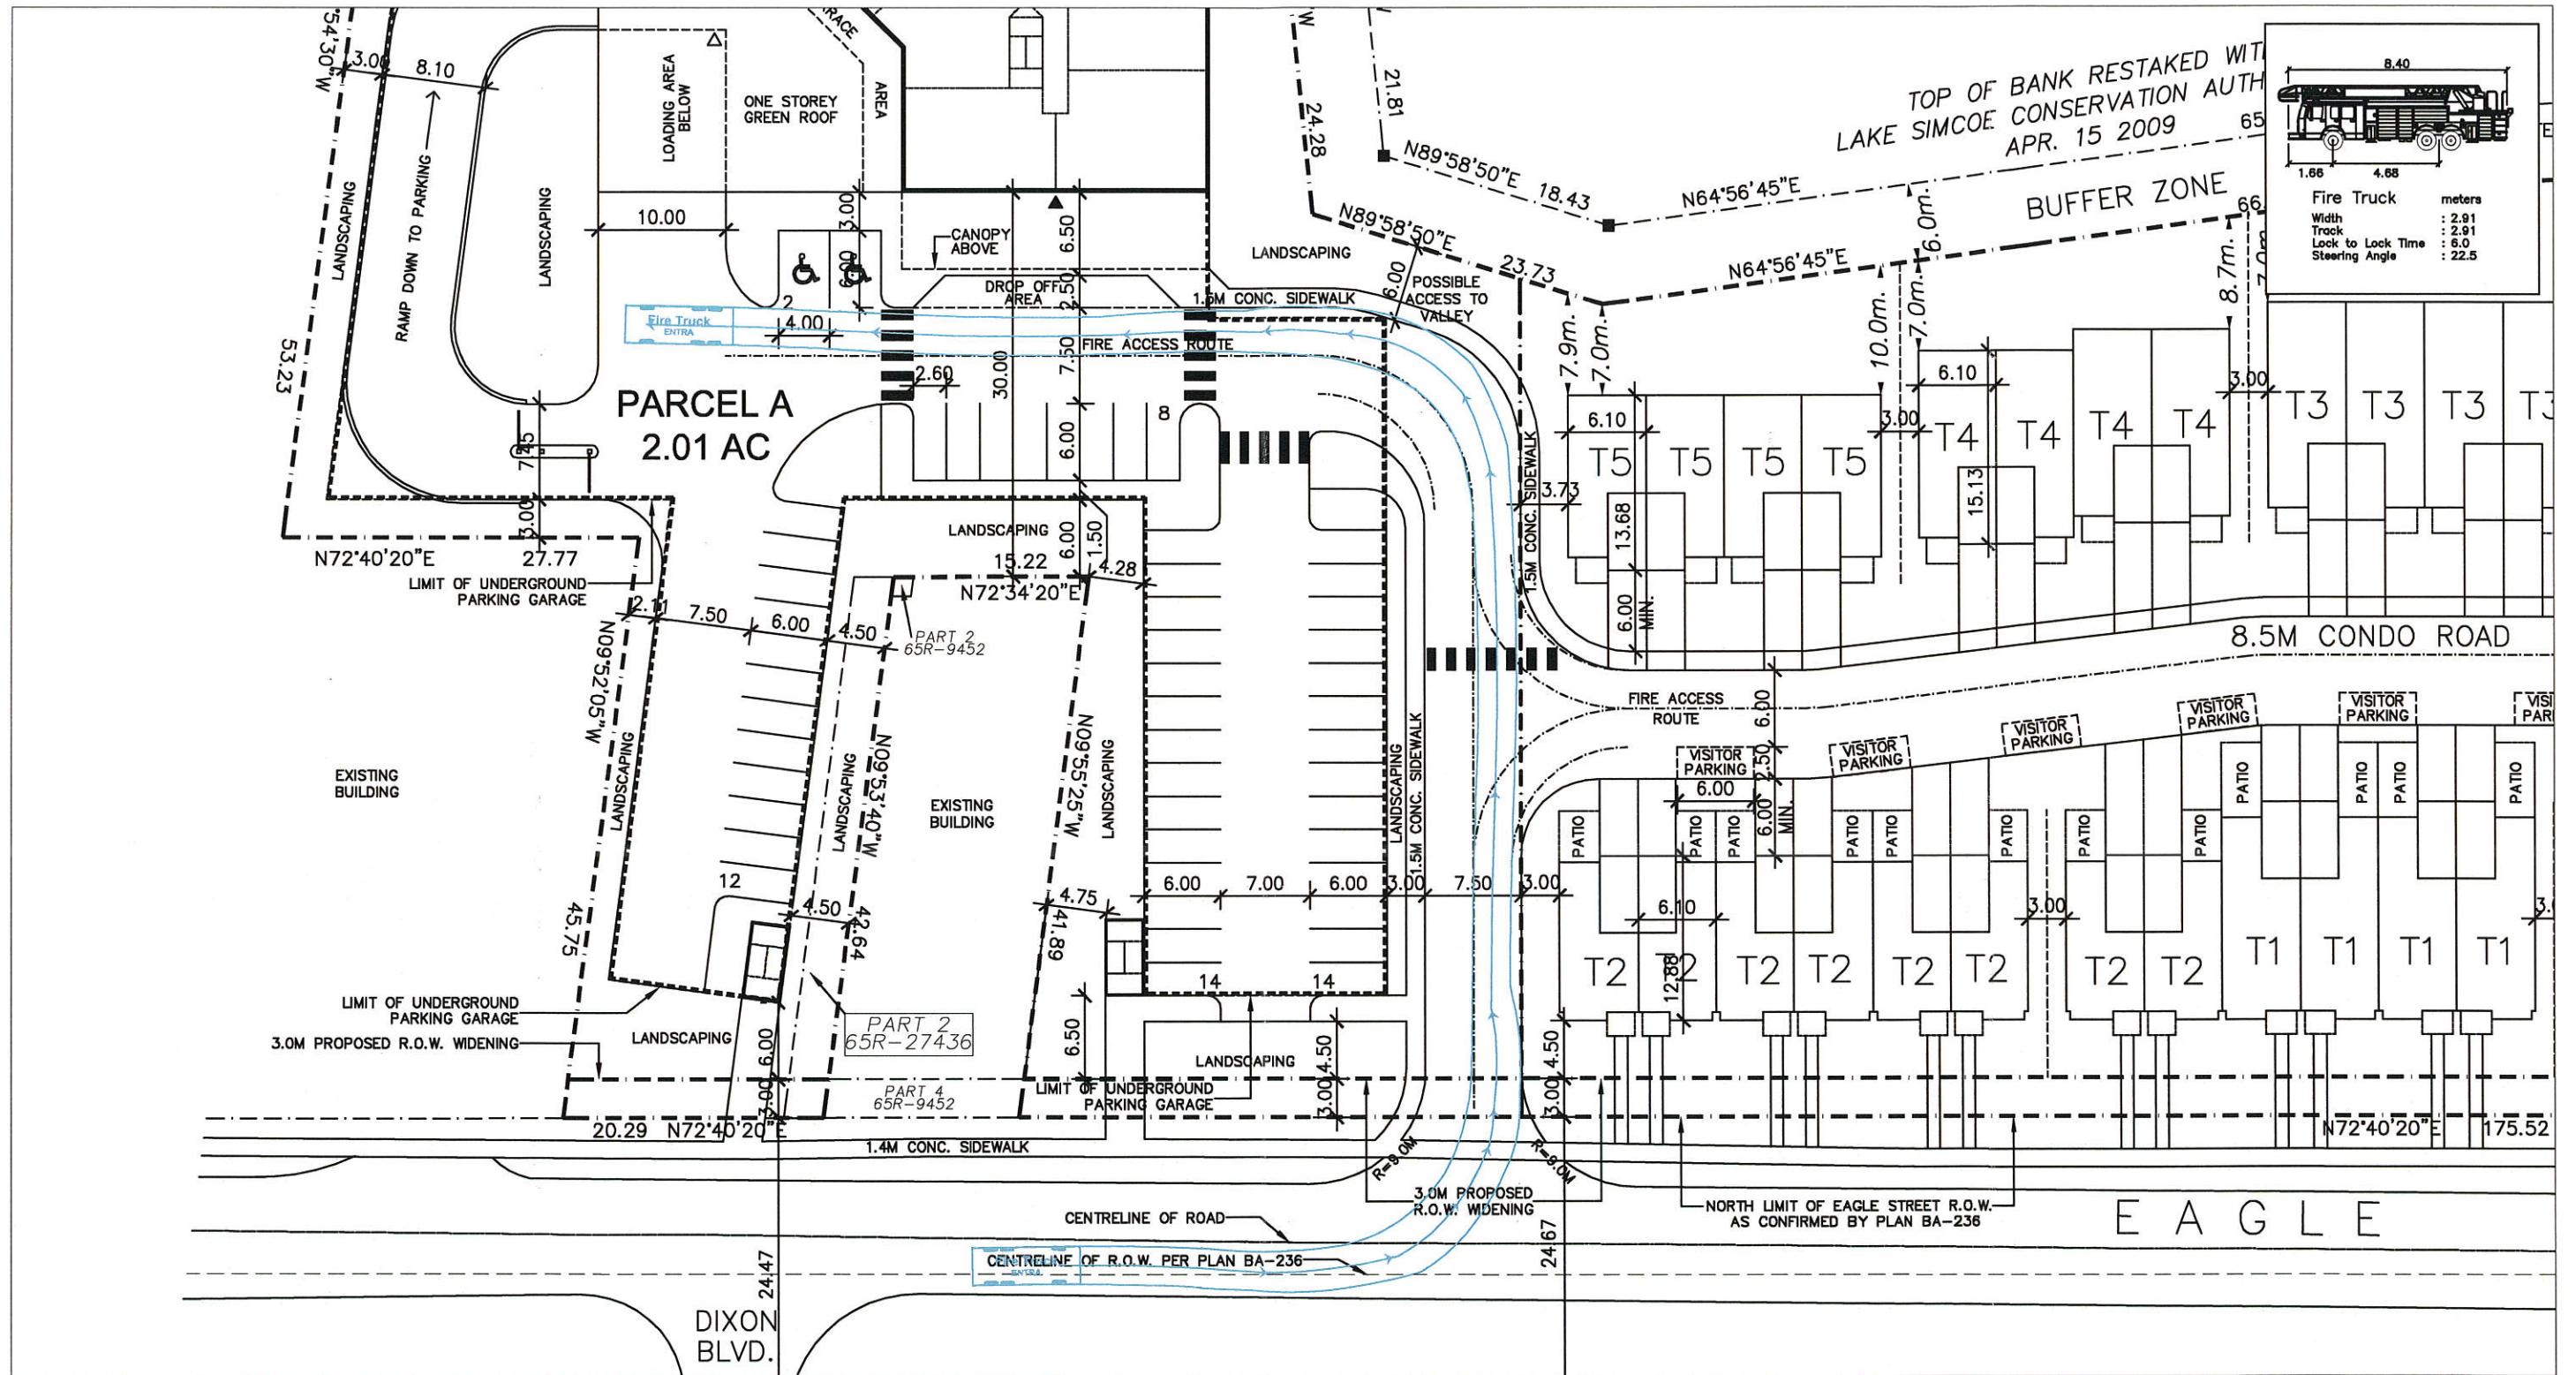 54'30"W
3.00
8.10
LANDSCAPING
RAMP DOWN TO PARKING
LANDSCAPING
53.23
LOADING AREA
BELOW
ONE STOREY
GREEN ROOF
AREA
10.00
3.00
6.00
CANOPY
ABOVE
6.50
DROP OFF
AREA
2.50
2
4.00
Fire Truck
ENTRA
FIRE ACCESS ROUTE
7.50
30.00
2.60
8
6.00
PARCEL A
2.01 AC
7.45
3.00
N72°40'20"E
27.77
LIMIT OF UNDERGROUND
PARKING GARAGE
2.11
7.50
6.00
4.50
PART 2
65R-9452
LANDSCAPING
15.22
N72°34'20"E
6.00
1.50
4.28
N09°52'05"W
LANDSCAPING
45.75
EXISTING
BUILDING
LANDSCAPING
N09°53'40"W
42.64
EXISTING
BUILDING
N09°55'25"W
41.89
LANDSCAPING
12
4.50
4.75
6.00
7.00
6.00
3.00
7.50
3.00
LANDSCAPING
1.5M CONC. SIDEWALK
14
14
LIMIT OF UNDERGROUND
PARKING GARAGE
3.0M PROPOSED R.O.W. WIDENING
LANDSCAPING
6.00
3.00
PART 2
65R-27436
PART 4
65R-9452
6.50
LANDSCAPING
4.50
3.00
LIMIT OF UNDERGROUND
PARKING GARAGE
20.29
N72°40'20"E
1.4M CONC. SIDEWALK
R=9.0M
R=9.0M
3.0M PROPOSED
R.O.W. WIDENING
CENTRELINE OF ROAD
CENTRELINE OF R.O.W. PER PLAN BA-236
ENTRA
24.47
24.67
DIXON
BLVD.
EAGLE
NORTH LIMIT OF EAGLE STREET R.O.W.
AS CONFIRMED BY PLAN BA-236
N72°40'20"E
175.52
W
24.28
21.81
N89°58'50"E
18.43
N64°56'45"E
TOP OF BANK RESTAKED WIT
LAKE SIMCOE CONSERVATION AUTH
APR. 15 2009
65
BUFFER ZONE
66
6.0m.
N89°58'50"E
23.73
N64°56'45"E
LANDSCAPING
6.00
POSSIBLE
ACCESS TO
VALLEY
1.5M CONC. SIDEWALK
7.9m.
7.0m.
10.0m.
7.0m.
8.7m.
8.40
1.66
4.68
Fire Truck
meters
Width : 2.91
Track : 2.91
Lock to Lock Time : 6.0
Steering Angle : 22.5
6.10
T5
T5
T5
T5
3.00
6.10
T4
T4
T4
T4
3.00
T3
T3
T3
T3
3.73
13.68
15.13
1.5M CONC. SIDEWALK
6.00
MIN.
8.5M CONDO ROAD
FIRE ACCESS
ROUTE
6.00
2.50
6.00
MIN.
VISITOR
PARKING
VISITOR
PARKING
VISITOR
PARKING
VISITOR
PARKING
VISITOR
PARKING
6.00
PATIO
PATIO
PATIO
PATIO
PATIO
PATIO
PATIO
PATIO
PATIO
PATIO
PATIO
PATIO
6.10
3.00
T2
T2
T2
T2
T2
T2
T2
T2
T1
T1
T1
T1
12.88
4.50
3.00